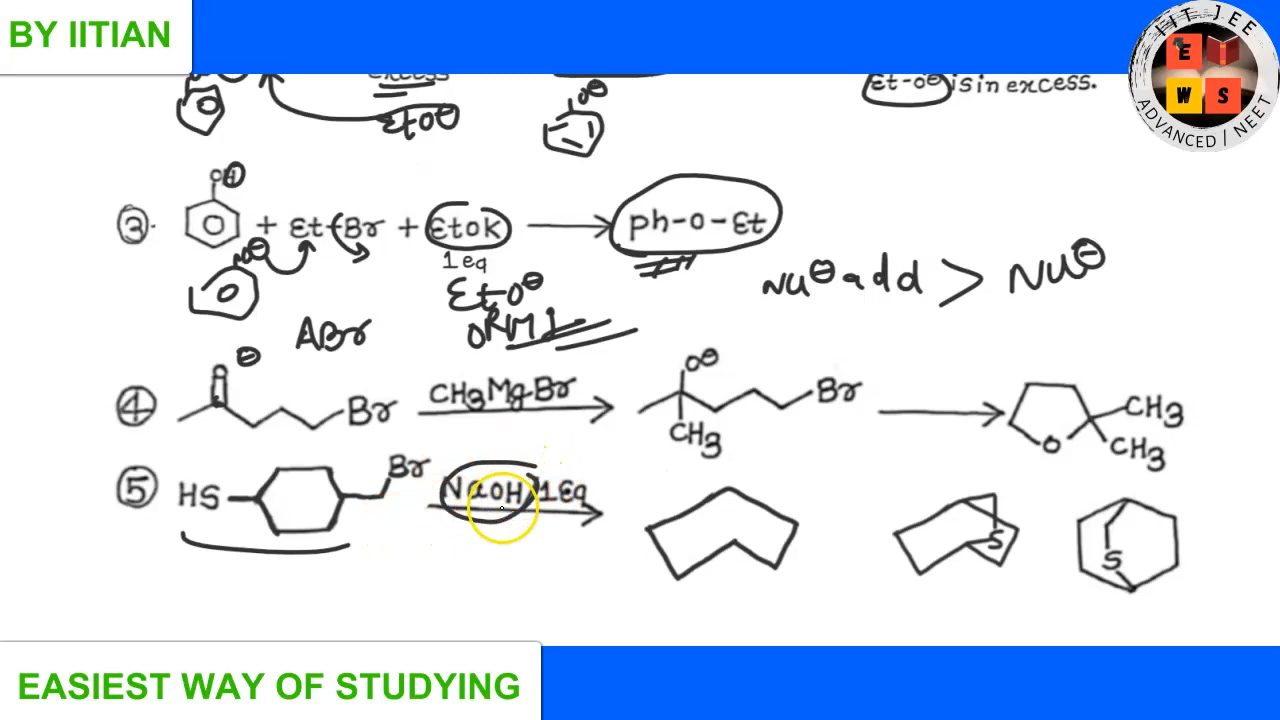 BY IITIAN
IIT JEE
E
W S
ADVANCED / NEET
excess
Et-O⊖ is in excess.
EtO⊖
O⊖
O⊖
③. OH + Et-Br + EtOK → ph-O-Et
1eq
O⊖
Et-O⊖
Nu⊖ add > Nu⊖
ABr
ORM1
④ O ⊖ Br CH3MgBr → O⊖ CH3 Br → O CH3 CH3
⑤ HS Br NaOH 1Eq → S S
EASIEST WAY OF STUDYING